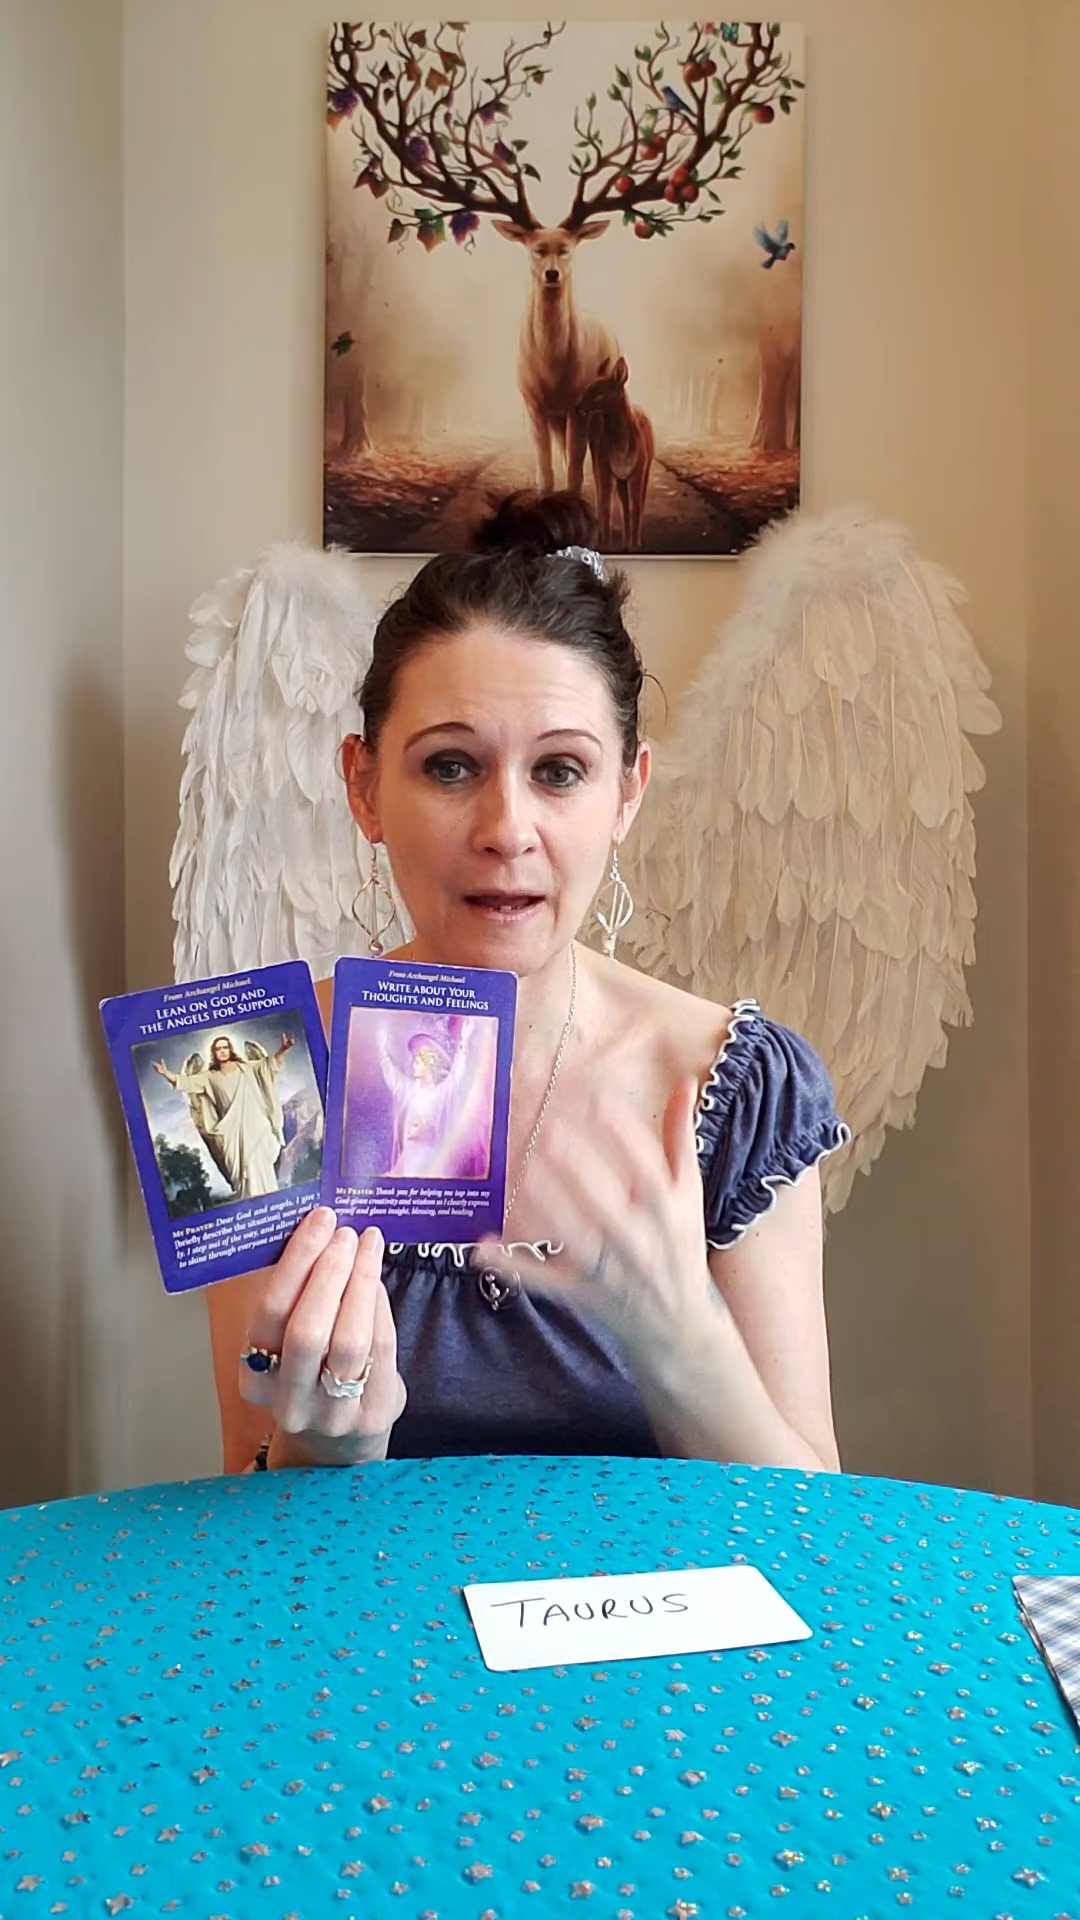 From Archangel Michael
LEAN ON GOD AND
THE ANGELS FOR SUPPORT
MY PRAYER: Dear God and angels, I give
[briefly describe the situation] now and
ly. I step out of the way, and allow
to shine through everyone and
From Archangel Michael
WRITE ABOUT YOUR
THOUGHTS AND FEELINGS
MY PRAYER: Thank you for helping me tap into my
God-given creativity and wisdom so I clearly express
myself and glean insight, blessing, and healing.
TAURUS